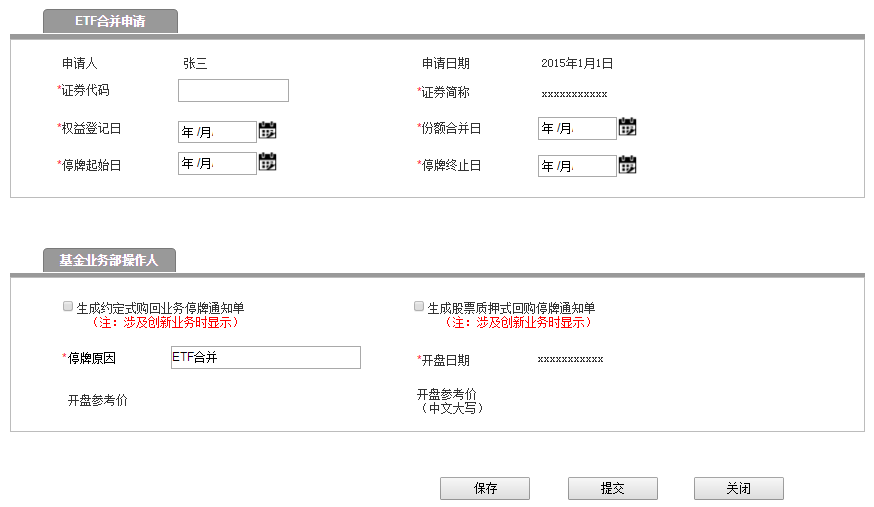 ETF合并申请
申请人 张三 申请日期 2015年1月1日
*证券代码 *证券简称 xxxxxxxxxxx
*权益登记日 年 /月. *份额合并日 年 /月.
*停牌起始日 年 /月. *停牌终止日 年 /月.
基金业务部操作人
生成约定式购回业务停牌通知单 生成股票质押式回购停牌通知单
（注：涉及创新业务时显示） （注：涉及创新业务时显示）
*停牌原因 ETF合并 *开盘日期 xxxxxxxxxxx
开盘参考价 开盘参考价
（中文大写）
保存 提交 关闭